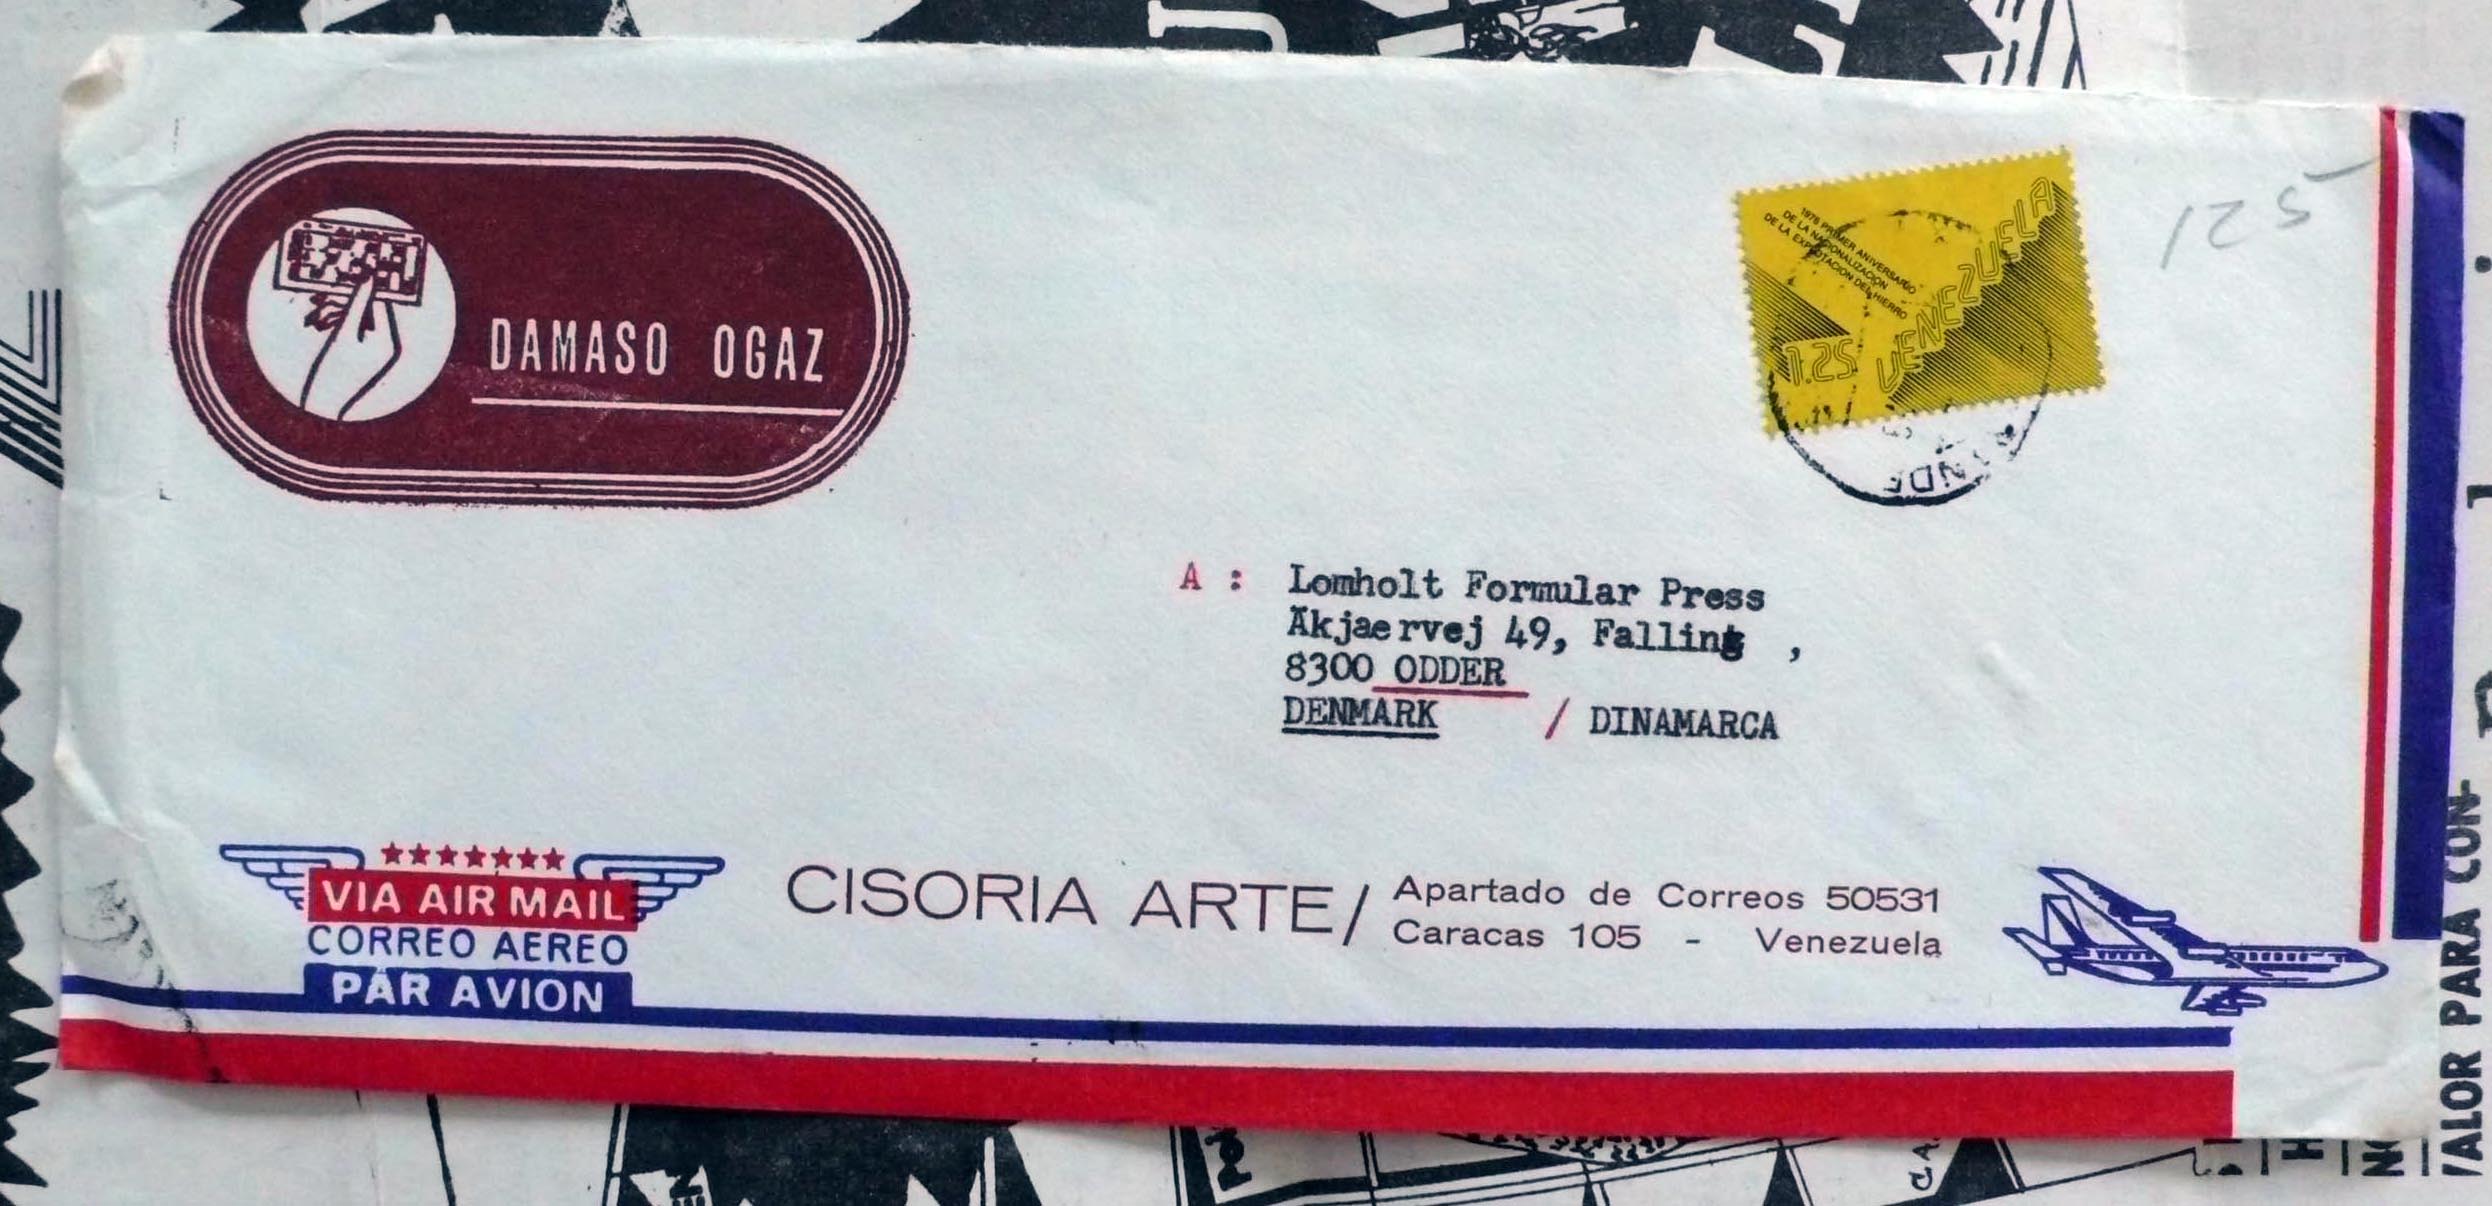 DAMASO OGAZ
1976 PRIMER ANIVERSARIO
DE LA NACIONALIZACIÓN
DE LA EXPLOTACION DEL HIERRO
VENEZUELA
1.25
125
A : Lomholt Formular Press
Åkjaervej 49, Falling ,
8300 ODDER
DENMARK / DINAMARCA
VIA AIR MAIL
CORREO AEREO
PAR AVION
CISORIA ARTE/
Apartado de Correos 50531
Caracas 105 - Venezuela
VALOR PARA CON-